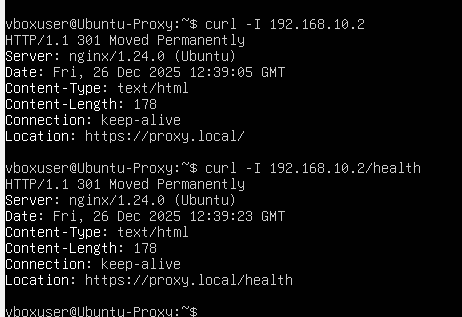 vboxuser@Ubuntu-Proxy:~$ curl -I 192.168.10.2
HTTP/1.1 301 Moved Permanently
Server: nginx/1.24.0 (Ubuntu)
Date: Fri, 26 Dec 2025 12:39:05 GMT
Content-Type: text/html
Content-Length: 178
Connection: keep-alive
Location: https://proxy.local/

vboxuser@Ubuntu-Proxy:~$ curl -I 192.168.10.2/health
HTTP/1.1 301 Moved Permanently
Server: nginx/1.24.0 (Ubuntu)
Date: Fri, 26 Dec 2025 12:39:23 GMT
Content-Type: text/html
Content-Length: 178
Connection: keep-alive
Location: https://proxy.local/health

vboxuser@Ubuntu-Proxy:~$